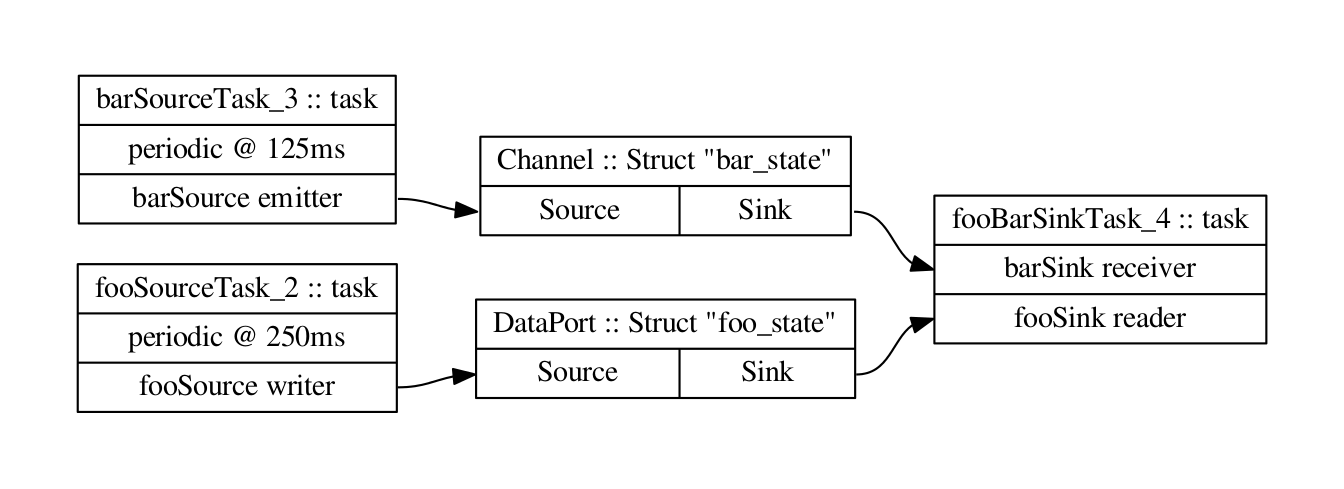 barSourceTask_3 :: task
periodic @ 125ms
barSource emitter
fooSourceTask_2 :: task
periodic @ 250ms
fooSource writer
Channel :: Struct "bar_state"
Source Sink
DataPort :: Struct "foo_state"
Source Sink
fooBarSinkTask_4 :: task
barSink receiver
fooSink reader